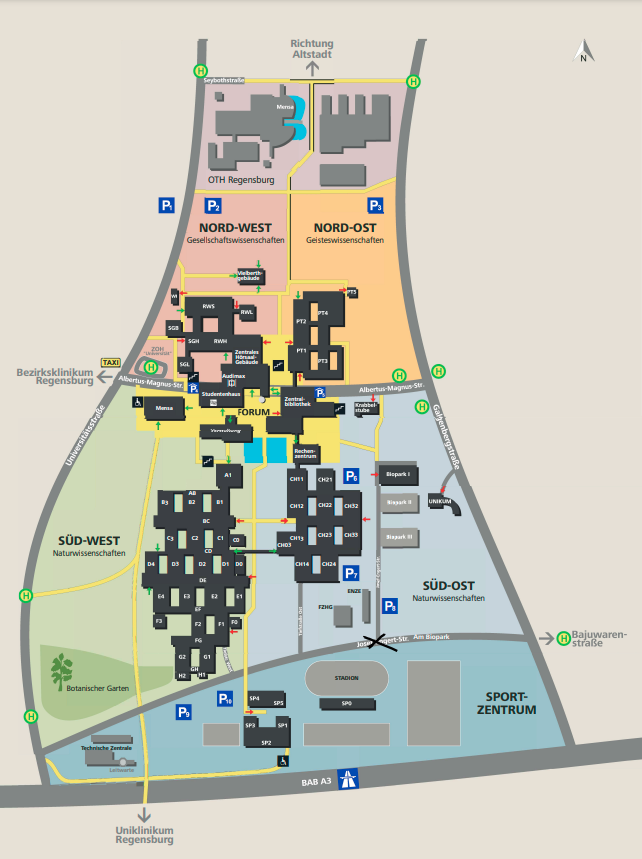 Richtung
Altstadt
N
H
H
Seybothstraße
Mensa
OTH Regensburg
P1
P2
P3
NORD-WEST
Gesellschaftswissenschaften
NORD-OST
Geisteswissenschaften
Vielberth-
gebäude
WI
RWS
RWL
PT5
PT2
PT4
SGB
SGH
RWH
PT1
PT3
ZOH
"Universität"
Zentrales
Hörsaal-
Gebäude
TAXI
H
SGL
Audimax
Bezirksklinikum
Regensburg
Albertus-Magnus-Str.
Studentenhaus
Albertus-Magnus-Str.
H
H
H
Mensa
FORUM
Zentral-
bibliothek
Krabbel-
stube
Verwaltung
Universitätsstraße
Galgenbergstraße
Rechen-
zentrum
A1
P6
Biopark I
CH11
CH21
AB
B3
B2
B1
CH12
CH22
CH32
Biopark II
UNIKUM
BC
C3
C2
C1
C0
CH13
CH23
CH33
Biopark III
CD
CH03
SÜD-WEST
Naturwissenschaften
D4
D3
D2
D1
D0
CH14
CH24
P7
DE
SÜD-OST
Naturwissenschaften
E4
E3
E2
E1
ENZE
P8
EF
FZHG
F3
F2
F1
F0
FG
Am Biopark
G2
G1
GH
H2
H1
H
H
Bajuwaren-
straße
Botanischer Garten
STADION
P9
P10
SP4
SP5
SP0
SPORT-
ZENTRUM
H
SP3
SP1
SP2
Technische Zentrale
BAB A3
Uniklinikum
Regensburg